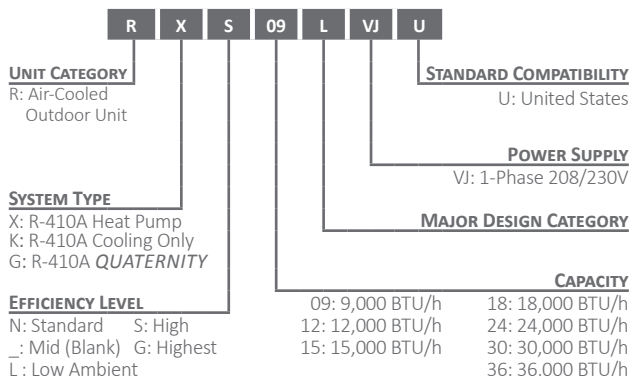 R X S 09 L VJ U
UNIT CATEGORY
R: Air-Cooled
Outdoor Unit
STANDARD COMPATIBILITY
U: United States
POWER SUPPLY
VJ: 1-Phase 208/230V
SYSTEM TYPE
X: R-410A Heat Pump
K: R-410A Cooling Only
G: R-410A QUATERNITY
MAJOR DESIGN CATEGORY
CAPACITY
09: 9,000 BTU/h 18: 18,000 BTU/h
12: 12,000 BTU/h 24: 24,000 BTU/h
15: 15,000 BTU/h 30: 30,000 BTU/h
36: 36,000 BTU/h
EFFICIENCY LEVEL
N: Standard S: High
_: Mid (Blank) G: Highest
L : Low Ambient